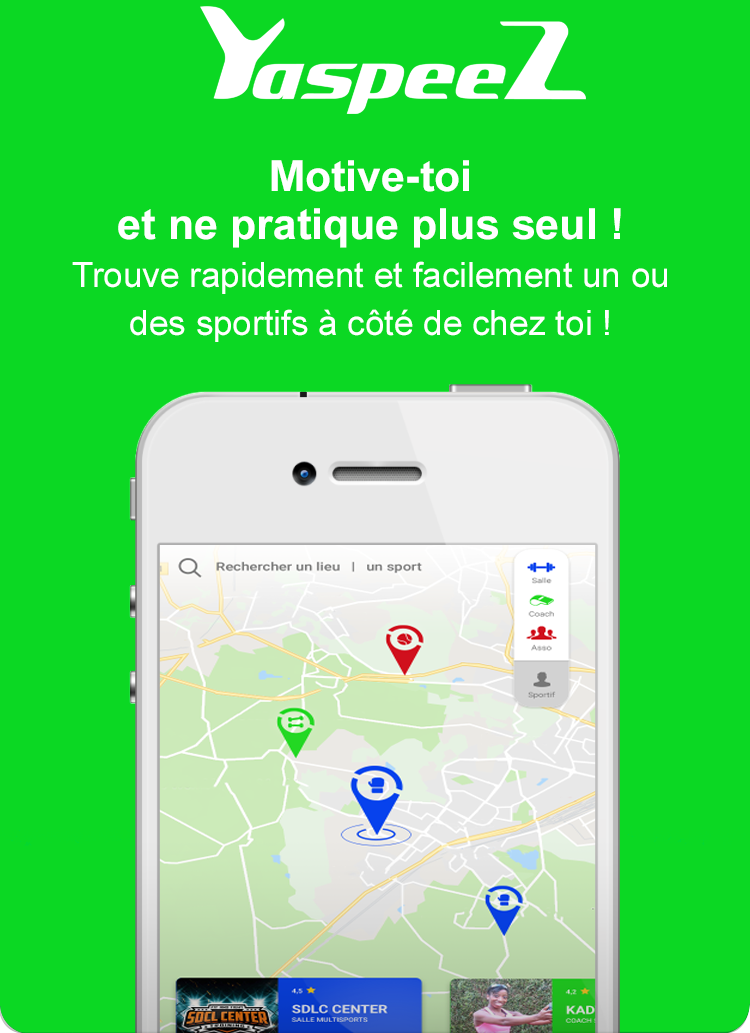 YaspeeZ
Motive-toi
et ne pratique plus seul !
Trouve rapidement et facilement un ou
des sportifs à côté de chez toi !
Rechercher un lieu | un sport
Salle
Coach
Asso
Sportif
4,5
SDLC CENTER
SALLE MULTISPORTS
SDCL CENTER
TRAINING
4,2
KAD
COACH